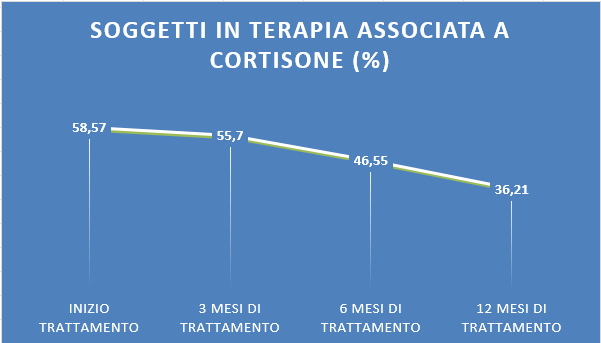 SOGGETTI IN TERAPIA ASSOCIATA A
CORTISONE (%)
58,57
55,7
46,55
36,21
INIZIO
TRATTAMENTO
3 MESI DI
TRATTAMENTO
6 MESI DI
TRATTAMENTO
12 MESI DI
TRATTAMENTO